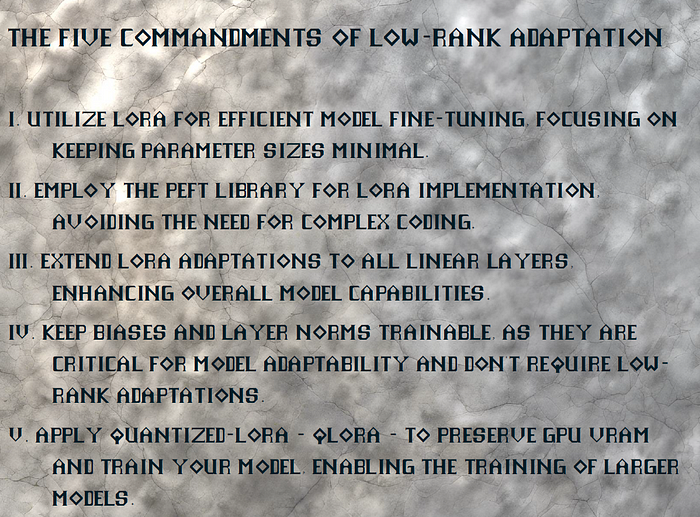 THE FIVE COMMANDMENTS OF LOW-RANK ADAPTATION
I. UTILIZE LORA FOR EFFICIENT MODEL FINE-TUNING, FOCUSING ON
KEEPING PARAMETER SIZES MINIMAL.
II. EMPLOY THE PEFT LIBRARY FOR LORA IMPLEMENTATION,
AVOIDING THE NEED FOR COMPLEX CODING.
III. EXTEND LORA ADAPTATIONS TO ALL LINEAR LAYERS,
ENHANCING OVERALL MODEL CAPABILITIES.
IV. KEEP BIASES AND LAYER NORMS TRAINABLE, AS THEY ARE
CRITICAL FOR MODEL ADAPTABILITY AND DON'T REQUIRE LOW-
RANK ADAPTATIONS.
V. APPLY QUANTIZED-LORA - QLORA - TO PRESERVE GPU VRAM
AND TRAIN YOUR MODEL, ENABLING THE TRAINING OF LARGER
MODELS.